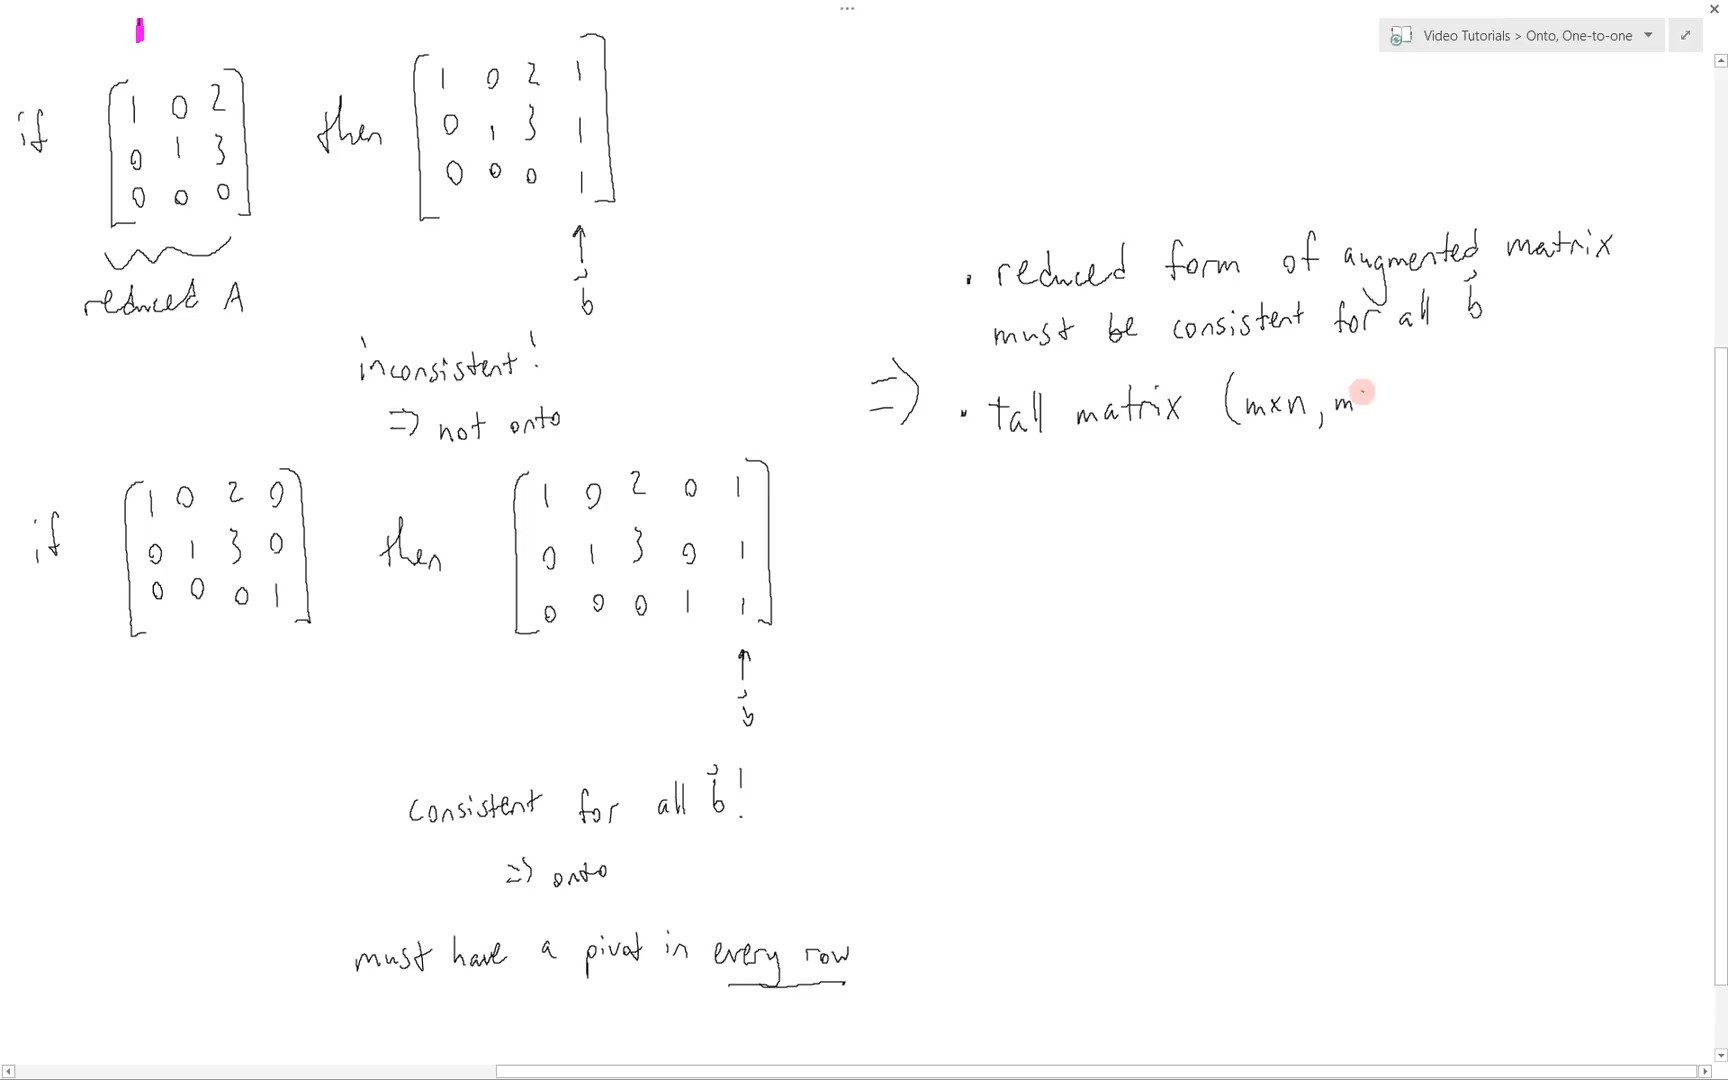 Video Tutorials > Onto, One-to-one
if [1 0 2 then [1 0 2 1
0 1 3 0 1 3 1
0 0 0] 0 0 0 1]
reduced A
b⃗
inconsistent!
⇒ not onto
if [1 0 2 0 then [1 0 2 0 1
0 1 3 0 0 1 3 0 1
0 0 0 1] 0 0 0 1 1]
b⃗
consistent for all b⃗!
⇒ onto
must have a pivot in every row
• reduced form of augmented matrix
must be consistent for all b⃗
⇒ • tall matrix (m×n, m